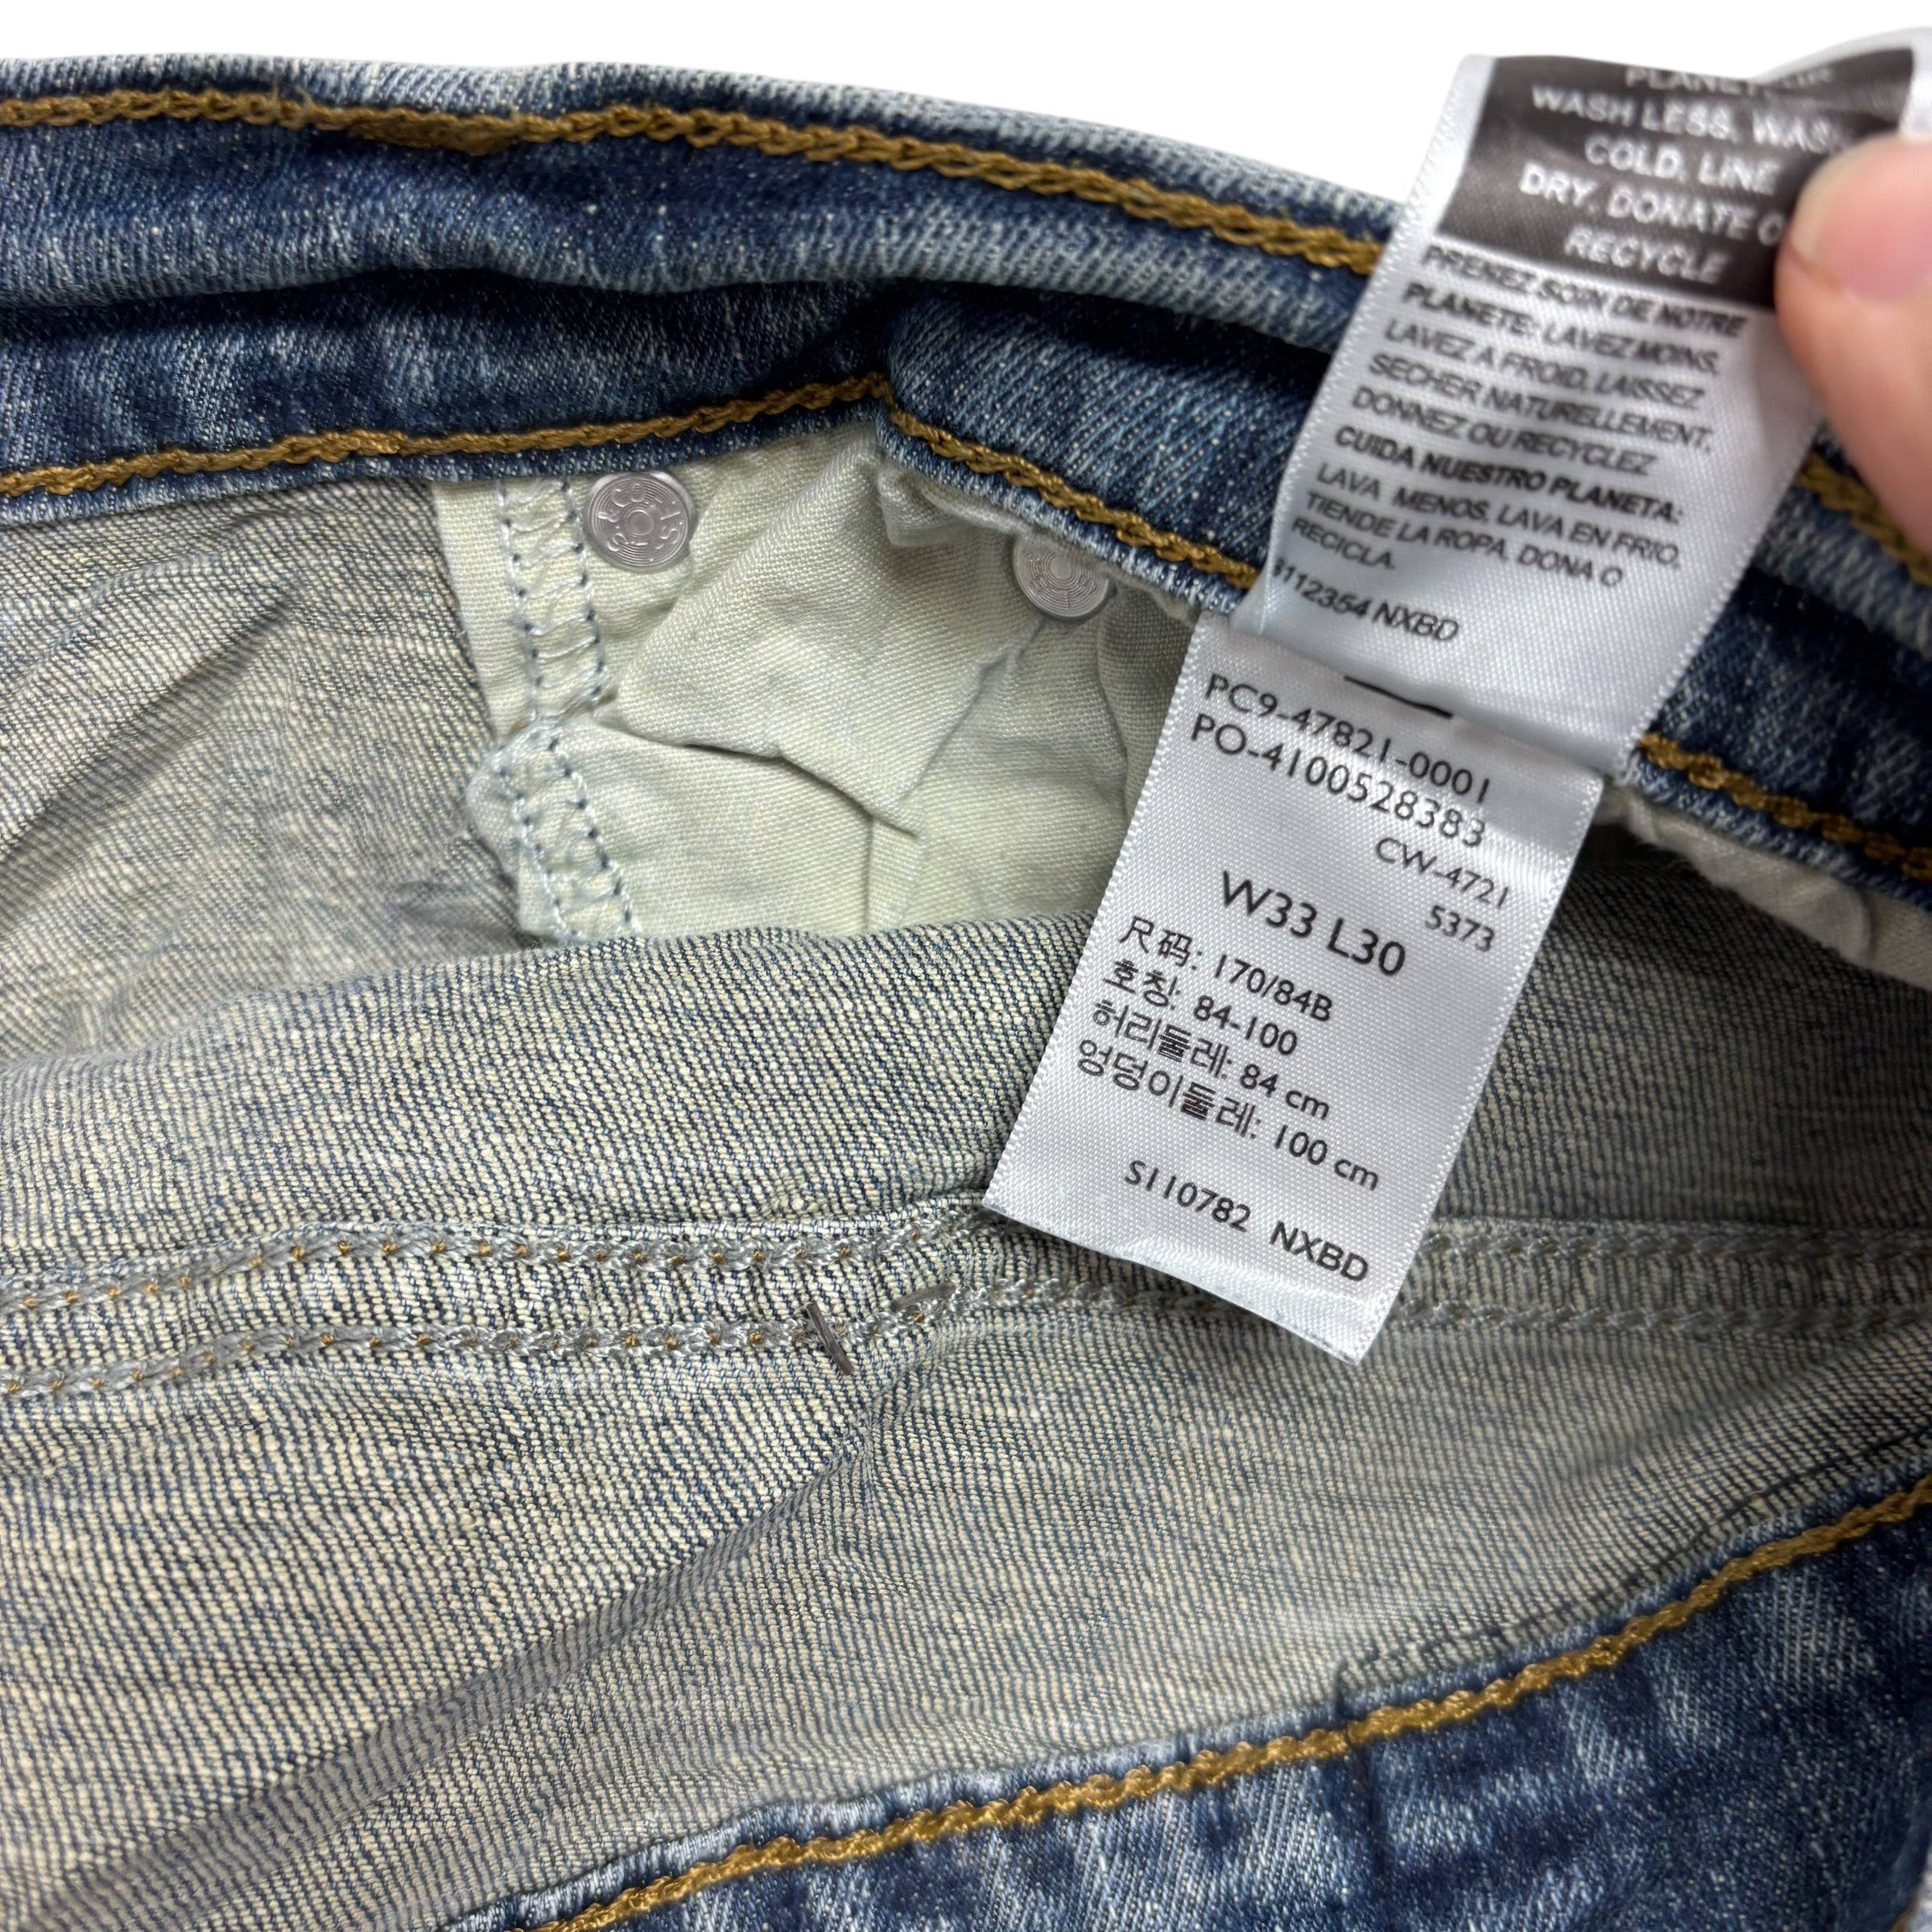 WASH LESS, WAS
COLD, LINE
DRY, DONATE O
RECYCLE
PRENEZ SOIN DE NOTRE
PLANETE: LAVEZ MOINS,
LAVEZ A FROID, LAISSEZ
SECHER NATURELLEMENT,
DONNEZ OU RECYCLEZ
CUIDA NUESTRO PLANETA:
LAVA MENOS, LAVA EN FRIO,
TIENDE LA ROPA, DONA O
RECICLA.
112354 NXBD
PC9-47821-0001
PO-4100528383
CW-4721
5373
W33 L30
尺码: 170/84B
호칭: 84-100
허리둘레: 84 cm
엉덩이둘레: 100 cm
S110782 NXBD